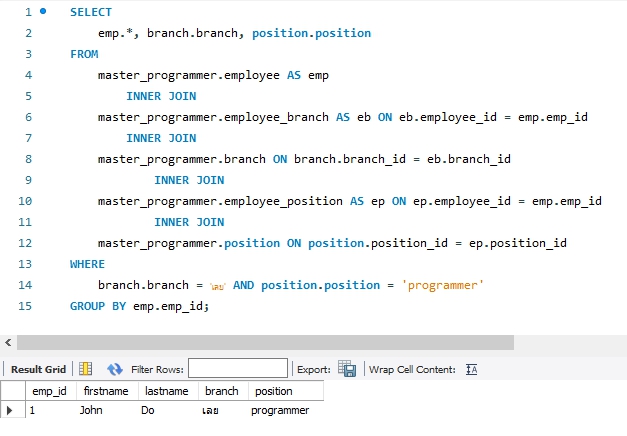 1 SELECT
2 emp.*, branch.branch, position.position
3 FROM
4 master_programmer.employee AS emp
5 INNER JOIN
6 master_programmer.employee_branch AS eb ON eb.employee_id = emp.emp_id
7 INNER JOIN
8 master_programmer.branch ON branch.branch_id = eb.branch_id
9 INNER JOIN
10 master_programmer.employee_position AS ep ON ep.employee_id = emp.emp_id
11 INNER JOIN
12 master_programmer.position ON position.position_id = ep.position_id
13 WHERE
14 branch.branch = 'เลย' AND position.position = 'programmer'
15 GROUP BY emp.emp_id;
Result Grid Filter Rows: Export: Wrap Cell Content:
emp_id firstname lastname branch position
1 John Do เลย programmer